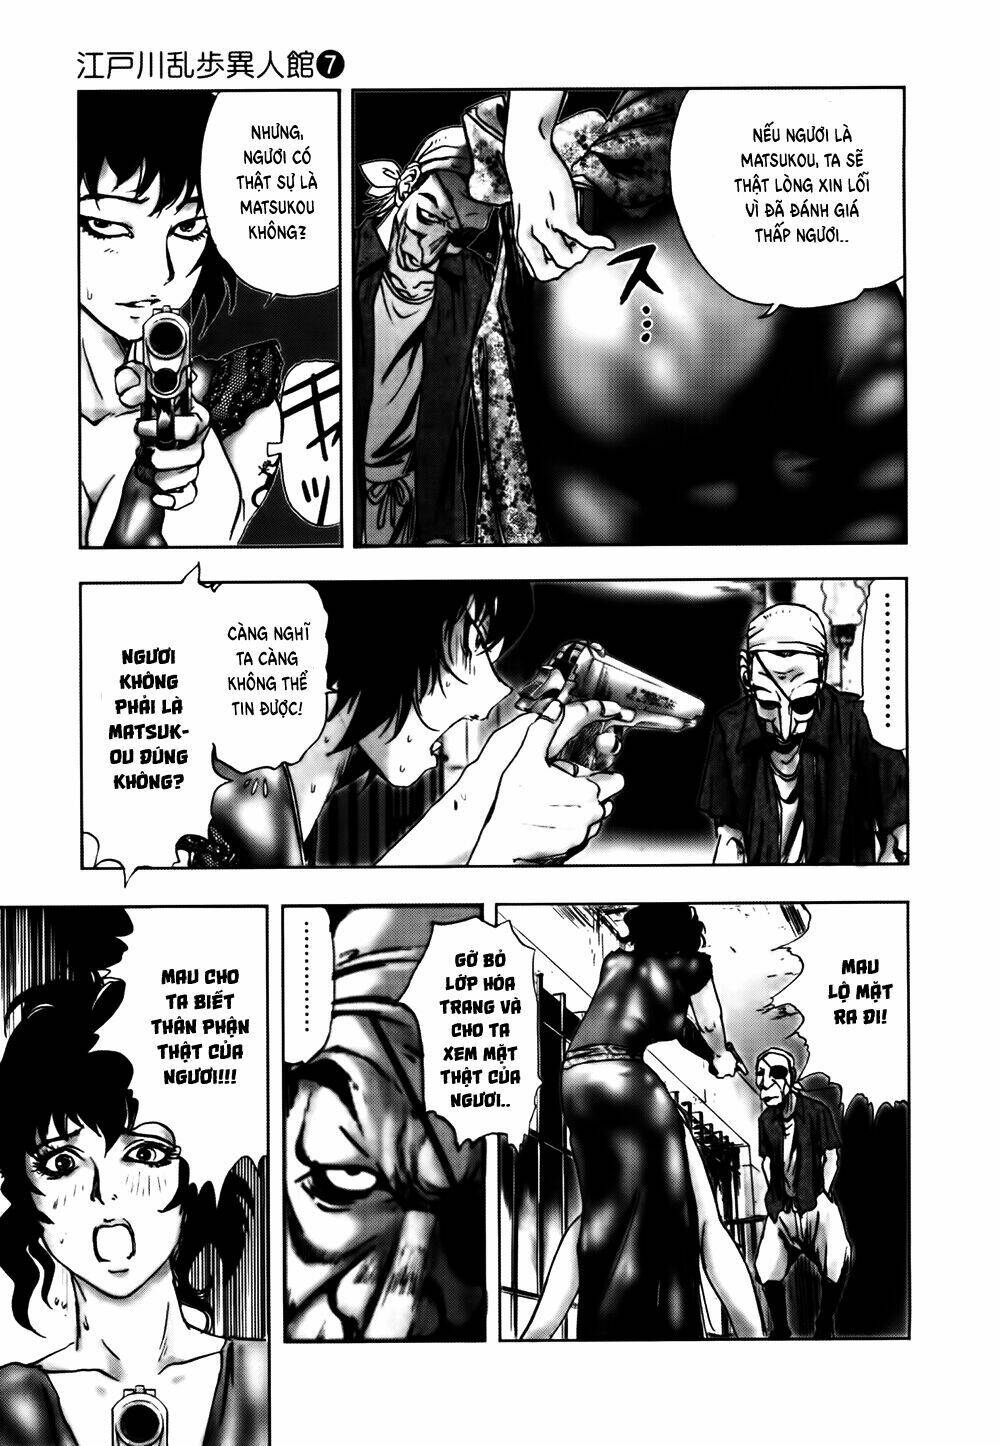 江戸川乱歩異人館7
NẾU NGƯƠI LÀ
MATSUKOU, TA SẼ
THẬT LÒNG XIN LỖI
VÌ ĐÃ ĐÁNH GIÁ
THẤP NGƯƠI..
ス...
NHƯNG,
NGƯƠI CÓ
THẬT SỰ LÀ
MATSUKOU
KHÔNG?
キッ
..........
CÀNG NGHĨ
TA CÀNG
KHÔNG THỂ
TIN ĐƯỢC!
NGƯƠI
KHÔNG
PHẢI LÀ
MATSUK-
OU ĐÚNG
KHÔNG?
MAU
LỘ MẶT
RA ĐI!
GỠ BỎ
LỚP HÓA
TRANG VÀ
CHO TA
XEM MẶT
THẬT CỦA
NGƯƠI..
..........
MAU CHO
TA BIẾT
THÂN PHẬN
THẬT CỦA
NGƯƠI!!!